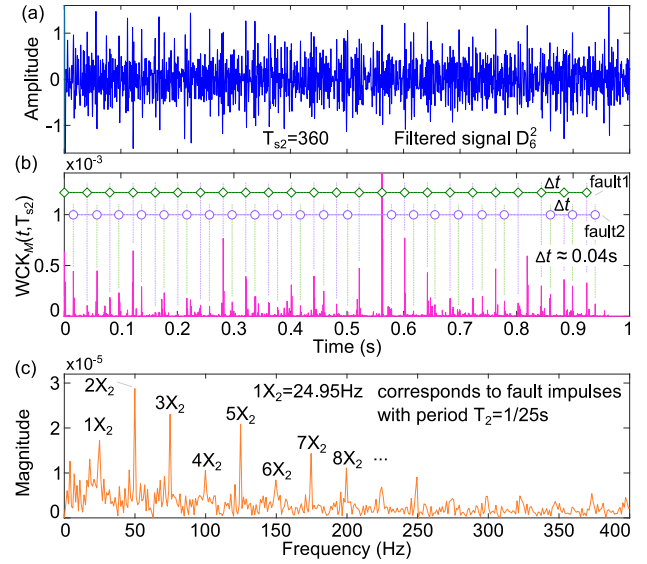 (a)
Amplitude
1
0
-1
T_s2=360 Filtered signal D_6^2
(b)
×10^-3
WCK_M(t,T_s2)
1
0.5
0
Δt
fault1
Δt
fault2
Δt ≈ 0.04s
0 0.1 0.2 0.3 0.4 0.5 0.6 0.7 0.8 0.9 1
Time (s)
(c)
×10^-5
Magnitude
3
2
1
0
1X_2=24.95Hz corresponds to fault impulses
with period T_2=1/25s
2X_2
3X_2
1X_2
5X_2
4X_2
6X_2
7X_2
8X_2
...
0 50 100 150 200 250 300 350 400
Frequency (Hz)